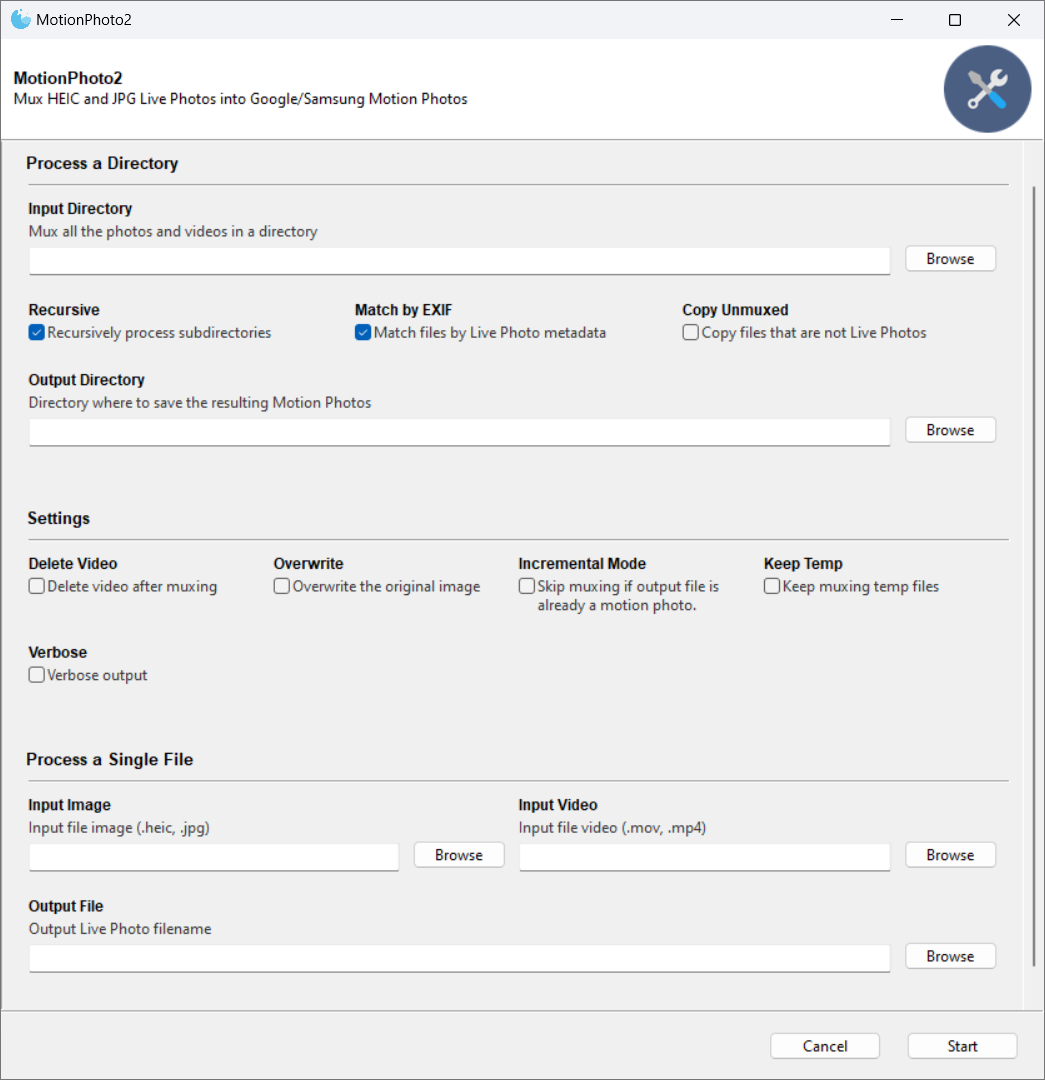 MotionPhoto2
MotionPhoto2
Mux HEIC and JPG Live Photos into Google/Samsung Motion Photos
Process a Directory
Input Directory
Mux all the photos and videos in a directory
Browse
Recursive
Recursively process subdirectories
Match by EXIF
Match files by Live Photo metadata
Copy Unmuxed
Copy files that are not Live Photos
Output Directory
Directory where to save the resulting Motion Photos
Browse
Settings
Delete Video
Delete video after muxing
Overwrite
Overwrite the original image
Incremental Mode
Skip muxing if output file is
already a motion photo.
Keep Temp
Keep muxing temp files
Verbose
Verbose output
Process a Single File
Input Image
Input file image (.heic, .jpg)
Browse
Input Video
Input file video (.mov, .mp4)
Browse
Output File
Output Live Photo filename
Browse
Cancel
Start